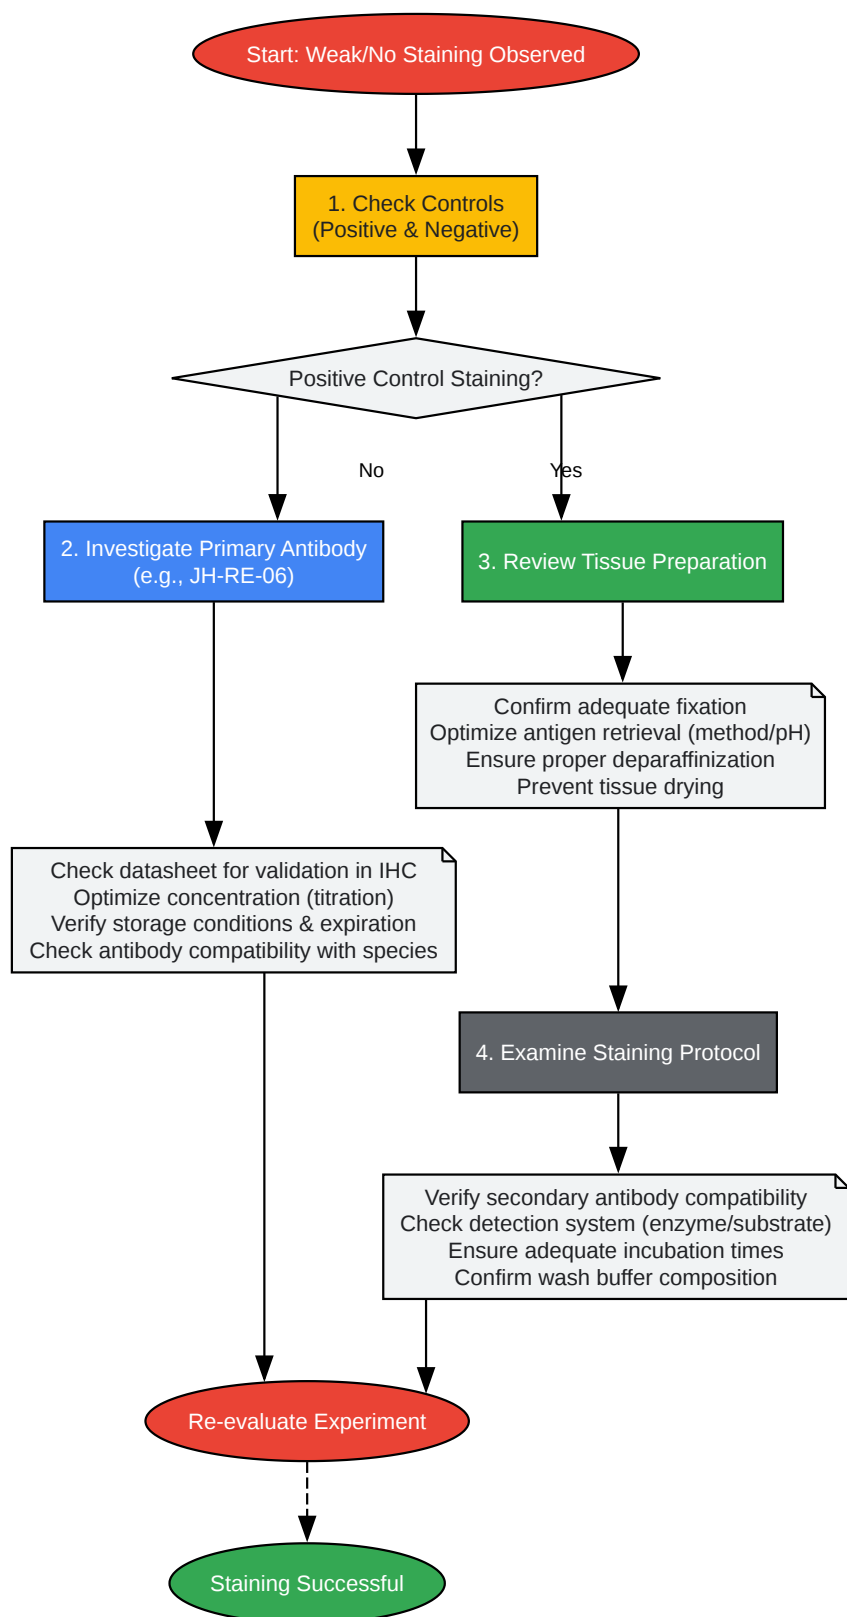 Start: Weak/No Staining Observed
1. Check Controls
(Positive & Negative)
Positive Control Staining?
No
Yes
2. Investigate Primary Antibody
(e.g., JH-RE-06)
3. Review Tissue Preparation
Confirm adequate fixation
Optimize antigen retrieval (method/pH)
Ensure proper deparaffinization
Prevent tissue drying
Check datasheet for validation in IHC
Optimize concentration (titration)
Verify storage conditions & expiration
Check antibody compatibility with species
4. Examine Staining Protocol
Verify secondary antibody compatibility
Check detection system (enzyme/substrate)
Ensure adequate incubation times
Confirm wash buffer composition
Re-evaluate Experiment
Staining Successful